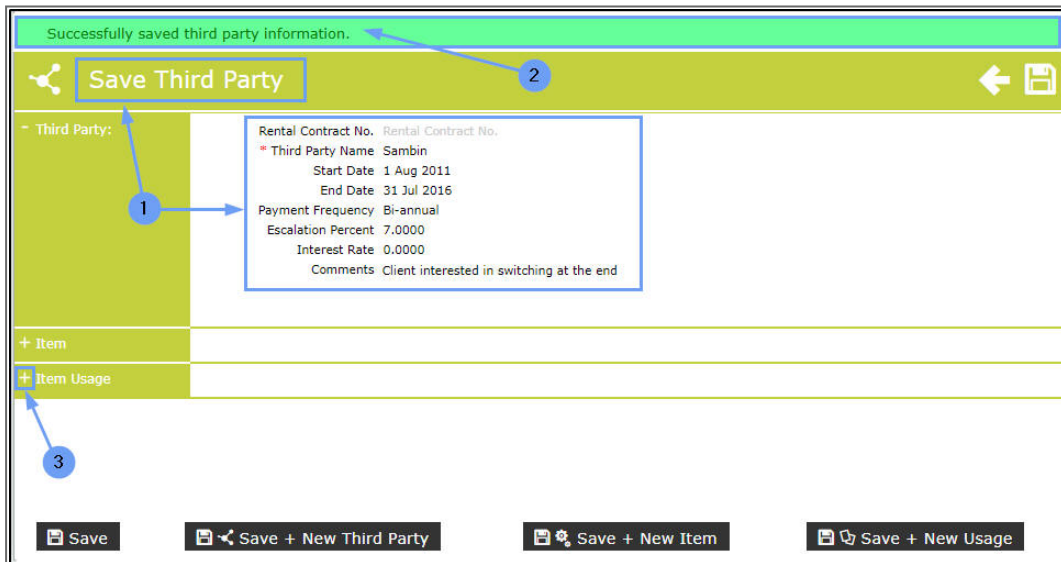 Successfully saved third party information.
2
Save Third Party
- Third Party:
Rental Contract No. Rental Contract No.
* Third Party Name Sambin
Start Date 1 Aug 2011
End Date 31 Jul 2016
1
Payment Frequency Bi-annual
Escalation Percent 7.0000
Interest Rate 0.0000
Comments Client interested in switching at the end
+ Item
+ Item Usage
3
Save
Save + New Third Party
Save + New Item
Save + New Usage